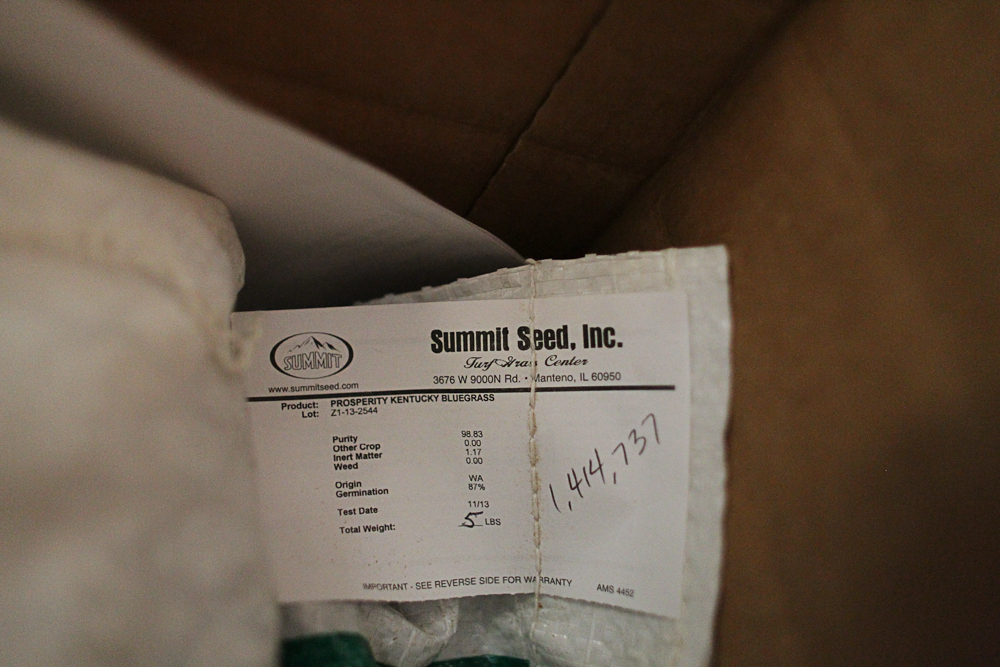 SUMMIT
www.summitseed.com
Summit Seed, Inc.
Turf Grass Center
3676 W 9000N Rd. • Manteno, IL 60950
Product: PROSPERITY KENTUCKY BLUEGRASS
Lot: Z1-13-2544
Purity 98.83
Other Crop 0.00
Inert Matter 1.17
Weed 0.00
Origin WA
Germination 87%
Test Date 11/13
Total Weight: 5 LBS
1,414,737
IMPORTANT - SEE REVERSE SIDE FOR WARRANTY
AMS 4482